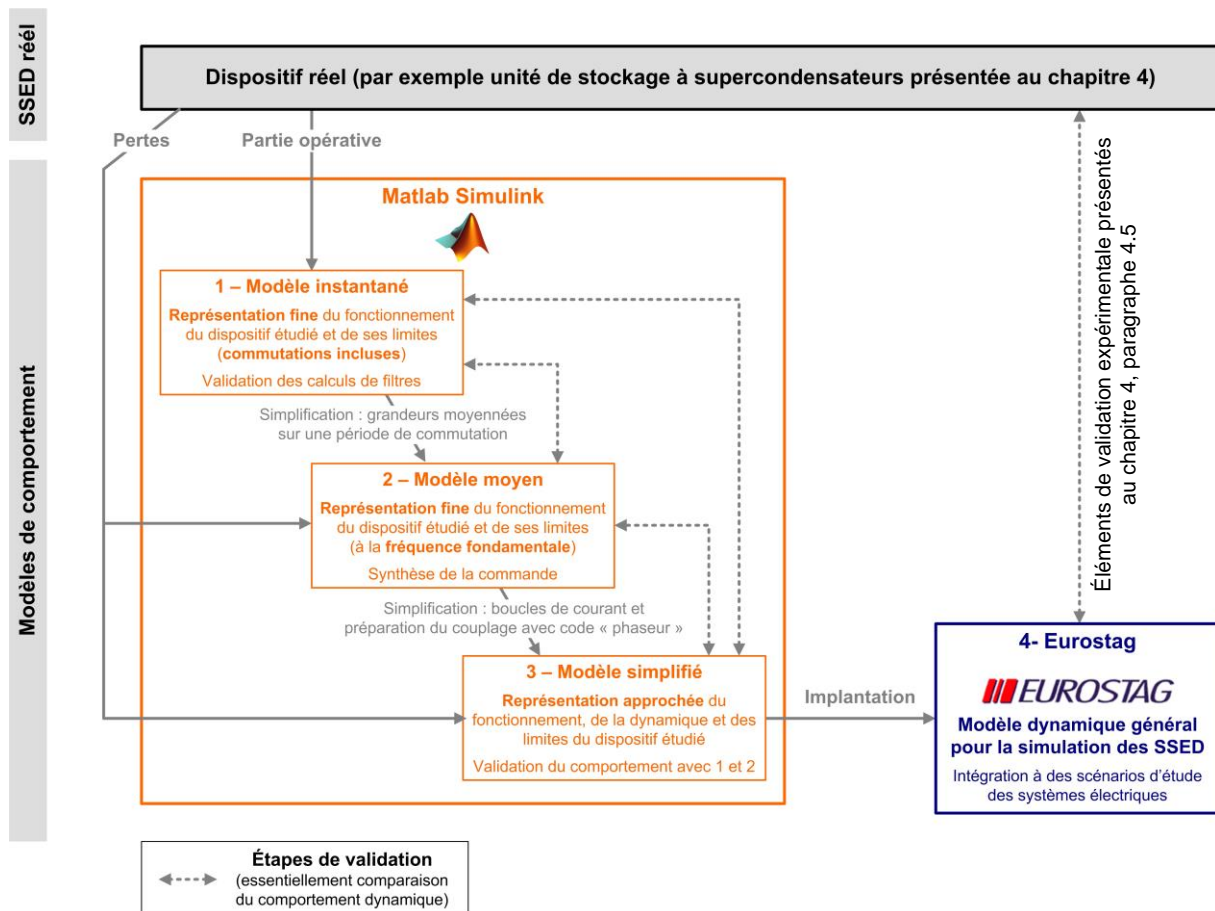 SSED réel
Dispositif réel (par exemple unité de stockage à supercondensateurs présentée au chapitre 4)
Pertes
Partie opérative
Modèles de comportement
Matlab Simulink
1 – Modèle instantané
Représentation fine du fonctionnement
du dispositif étudié et de ses limites
(commutations incluses)
Validation des calculs de filtres
Simplification : grandeurs moyennées
sur une période de commutation
2 – Modèle moyen
Représentation fine du fonctionnement
du dispositif étudié et de ses limites
(à la fréquence fondamentale)
Synthèse de la commande
Simplification : boucles de courant et
préparation du couplage avec code « phaseur »
3 – Modèle simplifié
Représentation approchée du
fonctionnement, de la dynamique et des
limites du dispositif étudié
Validation du comportement avec 1 et 2
Implantation
Éléments de validation expérimentale présentés
au chapitre 4, paragraphe 4.5
4- Eurostag
EUROSTAG
Modèle dynamique général
pour la simulation des SSED
Intégration à des scénarios d'étude
des systèmes électriques
Étapes de validation
(essentiellement comparaison
du comportement dynamique)